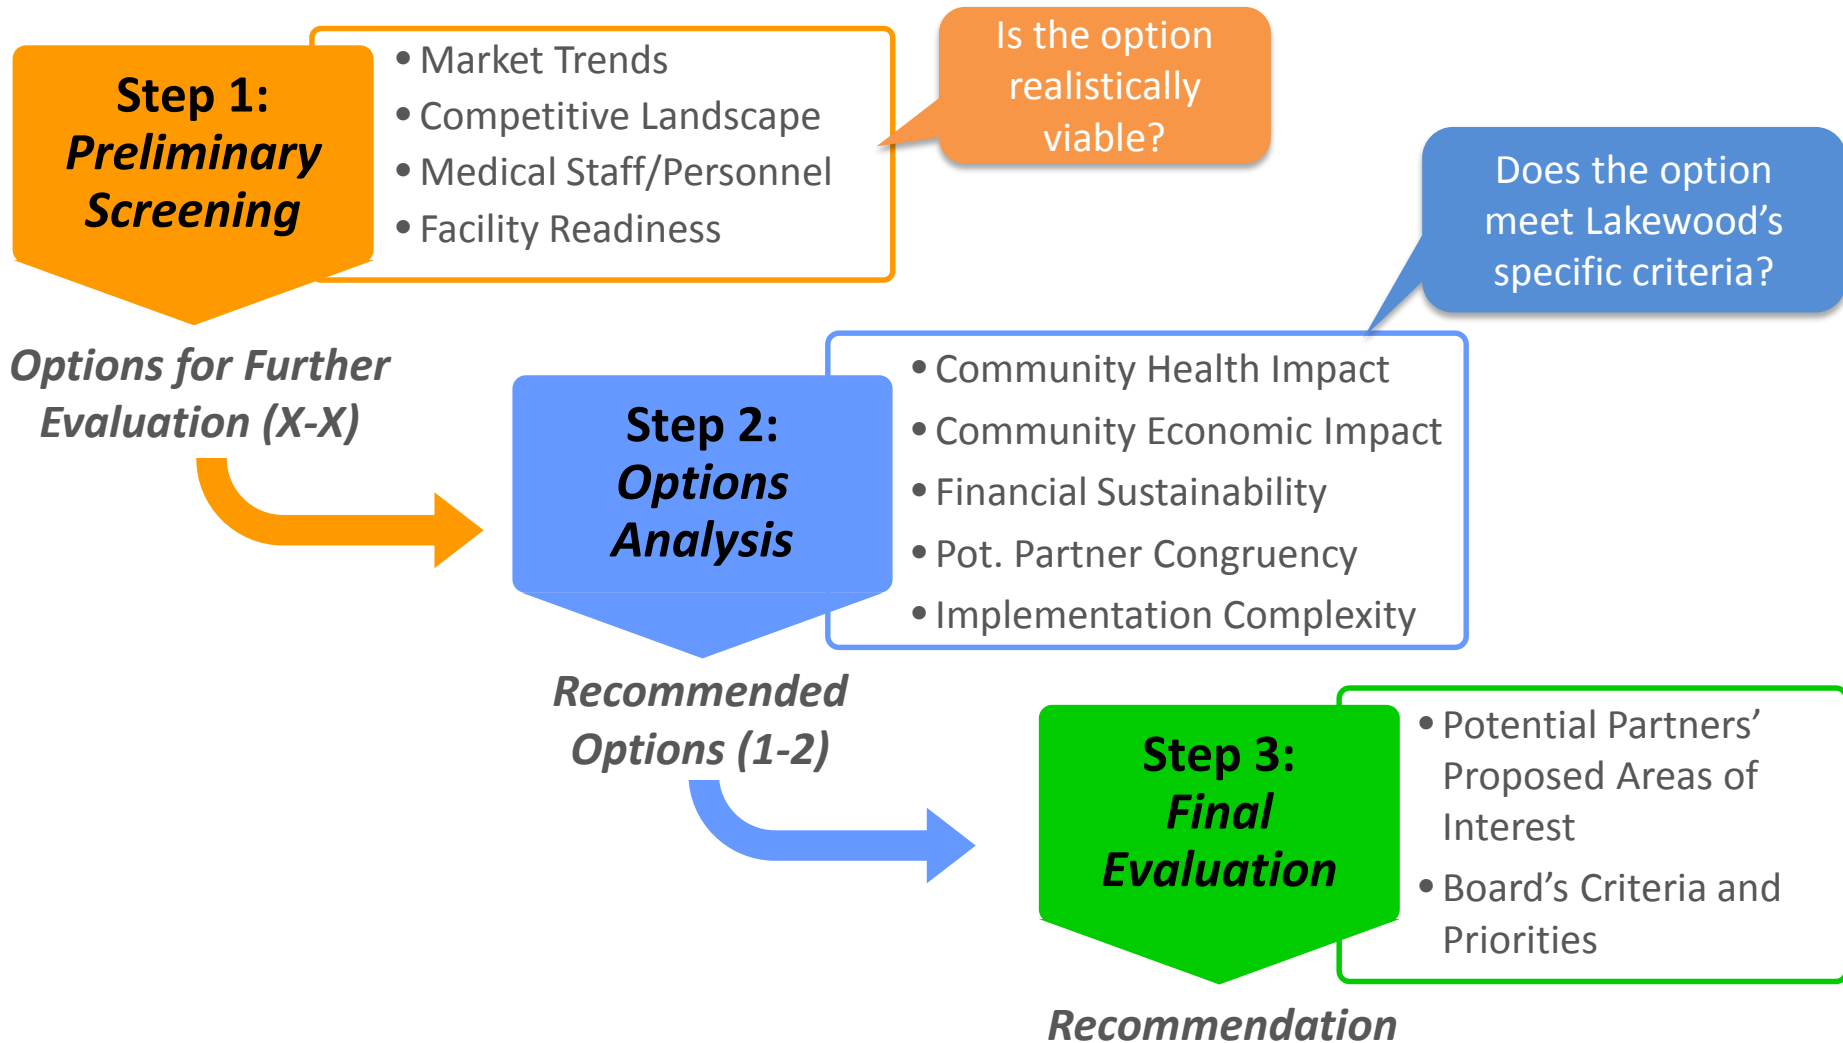 Step 1:
Preliminary
Screening
• Market Trends
• Competitive Landscape
• Medical Staff/Personnel
• Facility Readiness
Is the option
realistically
viable?
Options for Further
Evaluation (X-X)
Does the option
meet Lakewood’s
specific criteria?
Step 2:
Options
Analysis
• Community Health Impact
• Community Economic Impact
• Financial Sustainability
• Pot. Partner Congruency
• Implementation Complexity
Recommended
Options (1-2)
Step 3:
Final
Evaluation
• Potential Partners’
Proposed Areas of
Interest
• Board’s Criteria and
Priorities
Recommendation